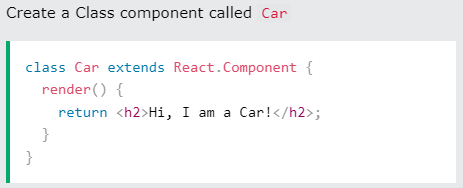 Create a Class component called Car
class Car extends React.Component {
  render() {
    return <h2>Hi, I am a Car!</h2>;
  }
}